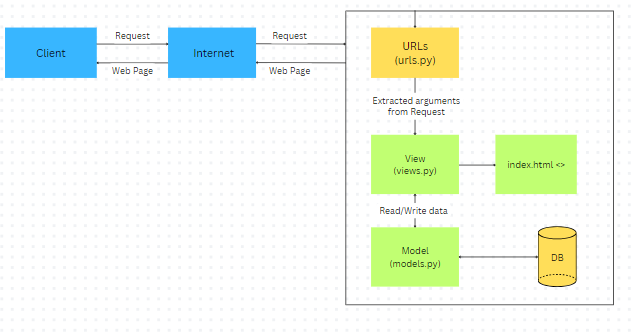 Client
Request
Web Page
Internet
Request
Web Page
URLs
(urls.py)
Extracted arguments
from Request
View
(views.py)
index.html <>
Read/Write data
Model
(models.py)
DB